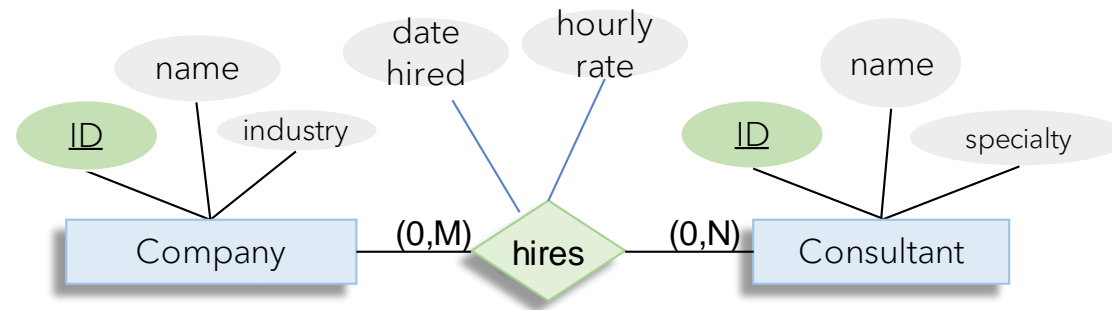 date
hired
hourly
rate
name
name
ID
industry
ID
specialty
Company
(0,M)
hires
(0,N)
Consultant